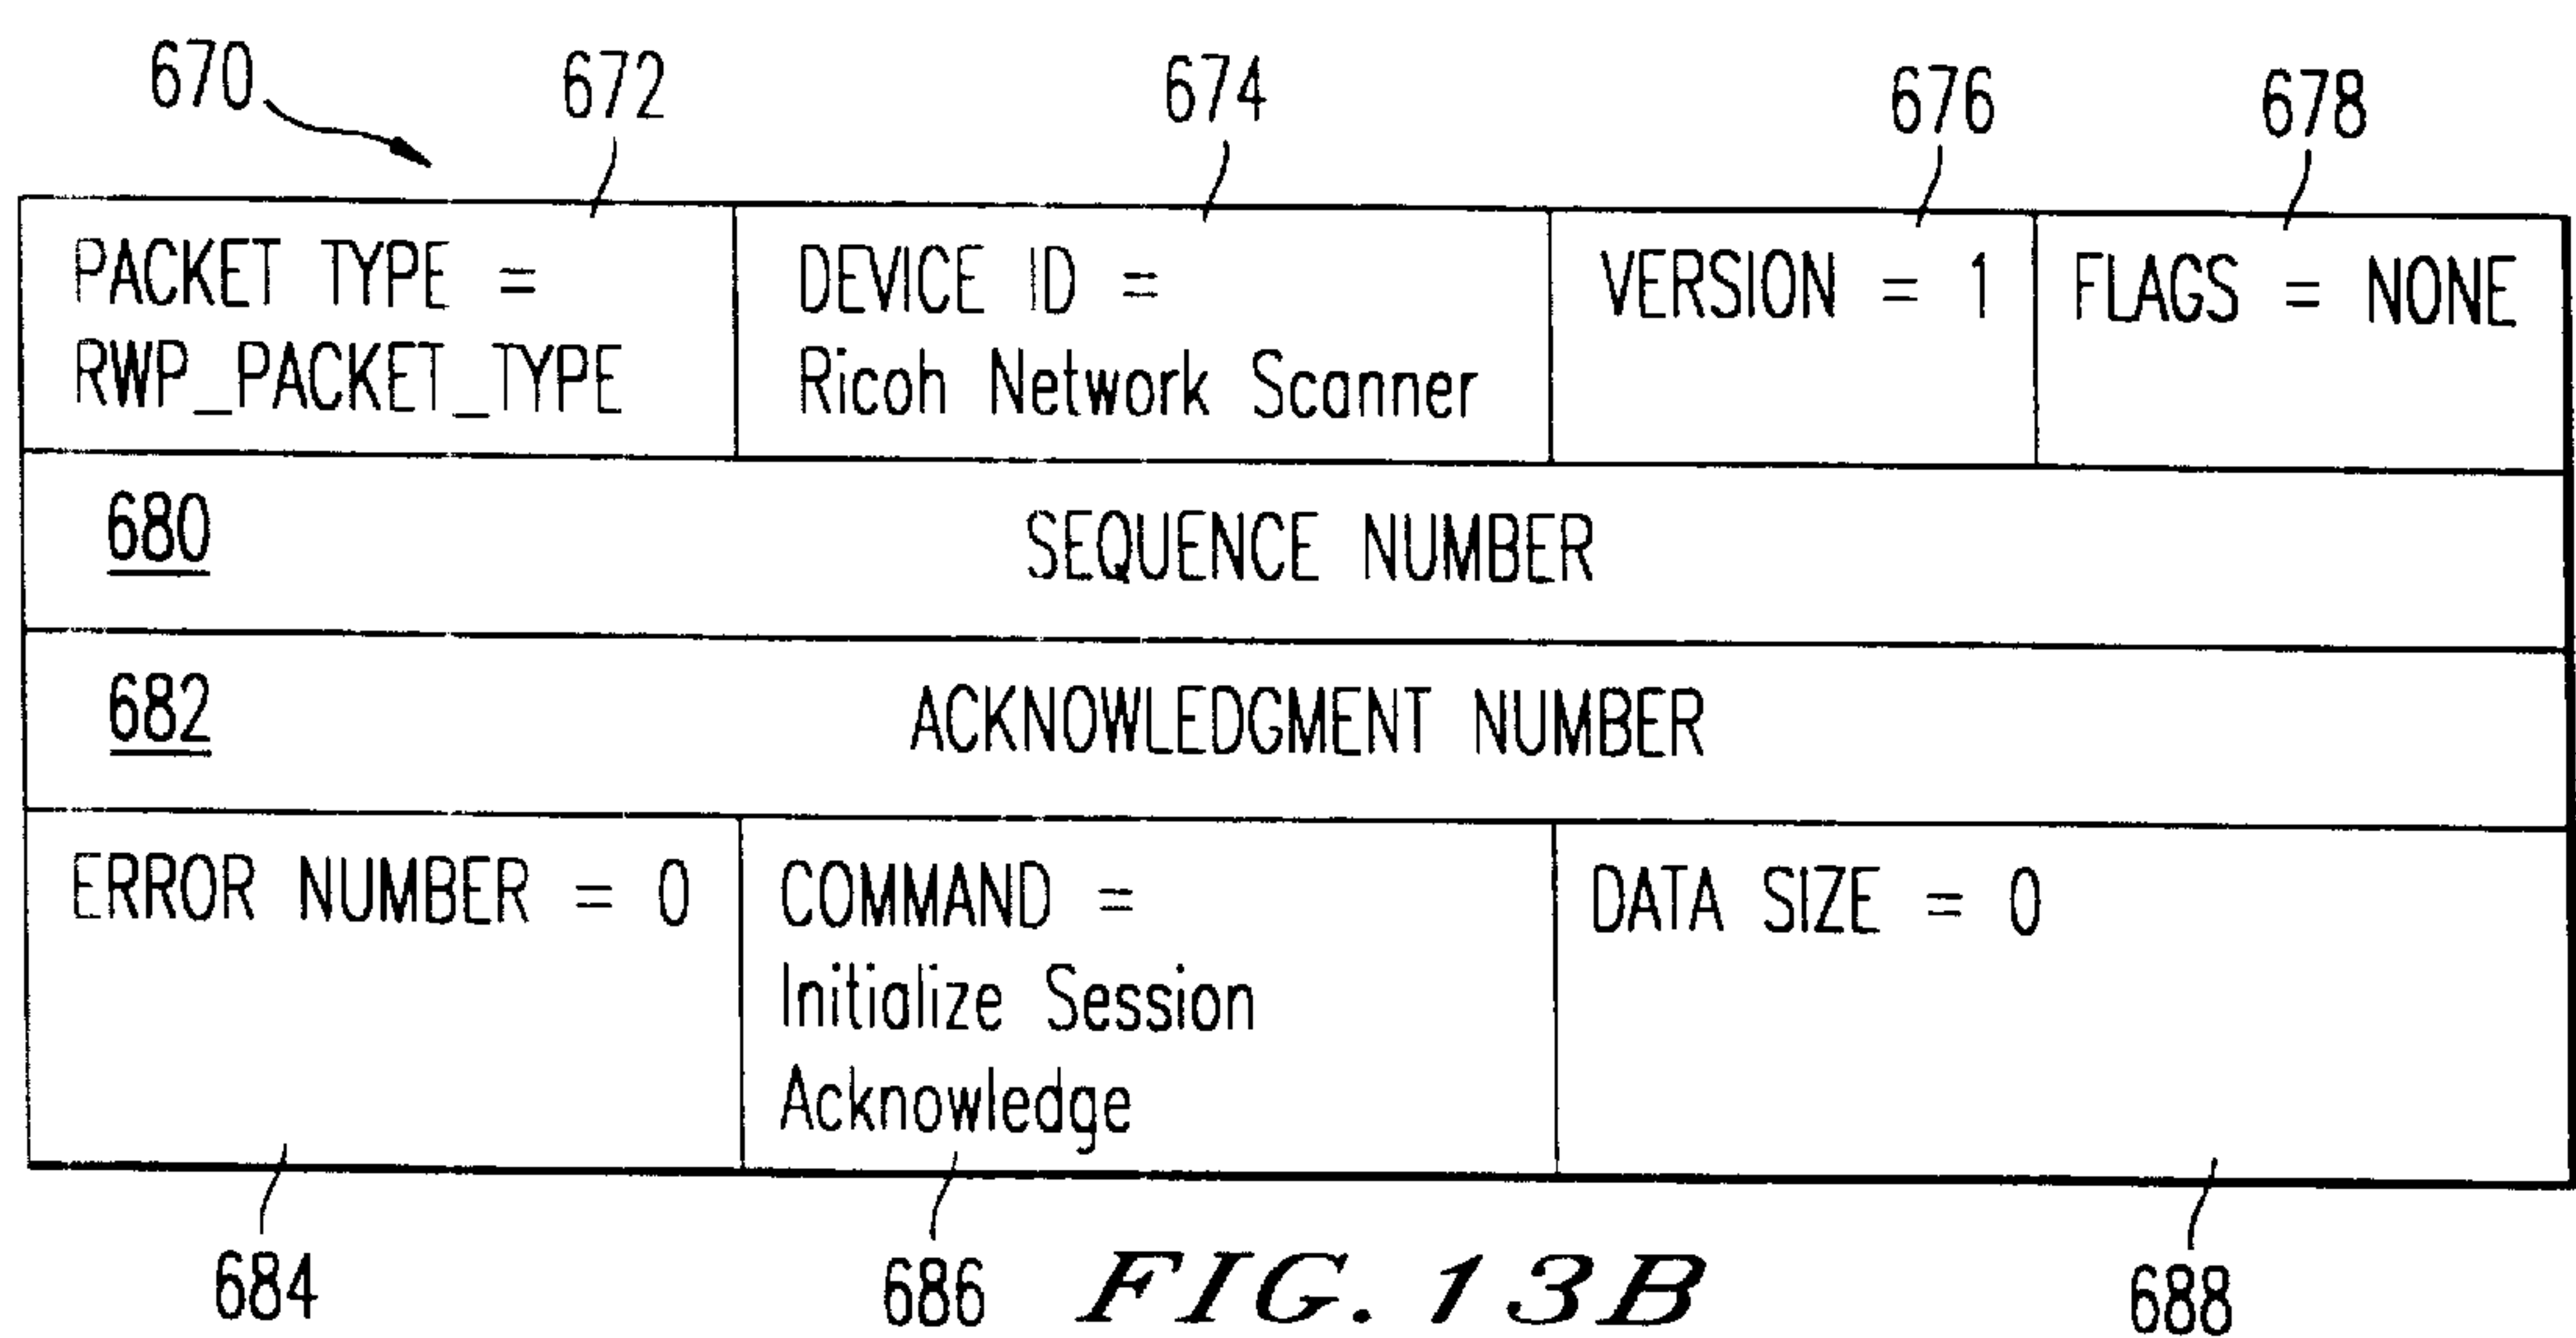 670
672
674
676
678
PACKET TYPE =
RWP_PACKET_TYPE
DEVICE ID =
Ricoh Network Scanner
VERSION = 1
FLAGS = NONE
680
SEQUENCE NUMBER
682
ACKNOWLEDGMENT NUMBER
ERROR NUMBER = 0
COMMAND =
Initialize Session
Acknowledge
DATA SIZE = 0
684
686
688
FIG. 13B